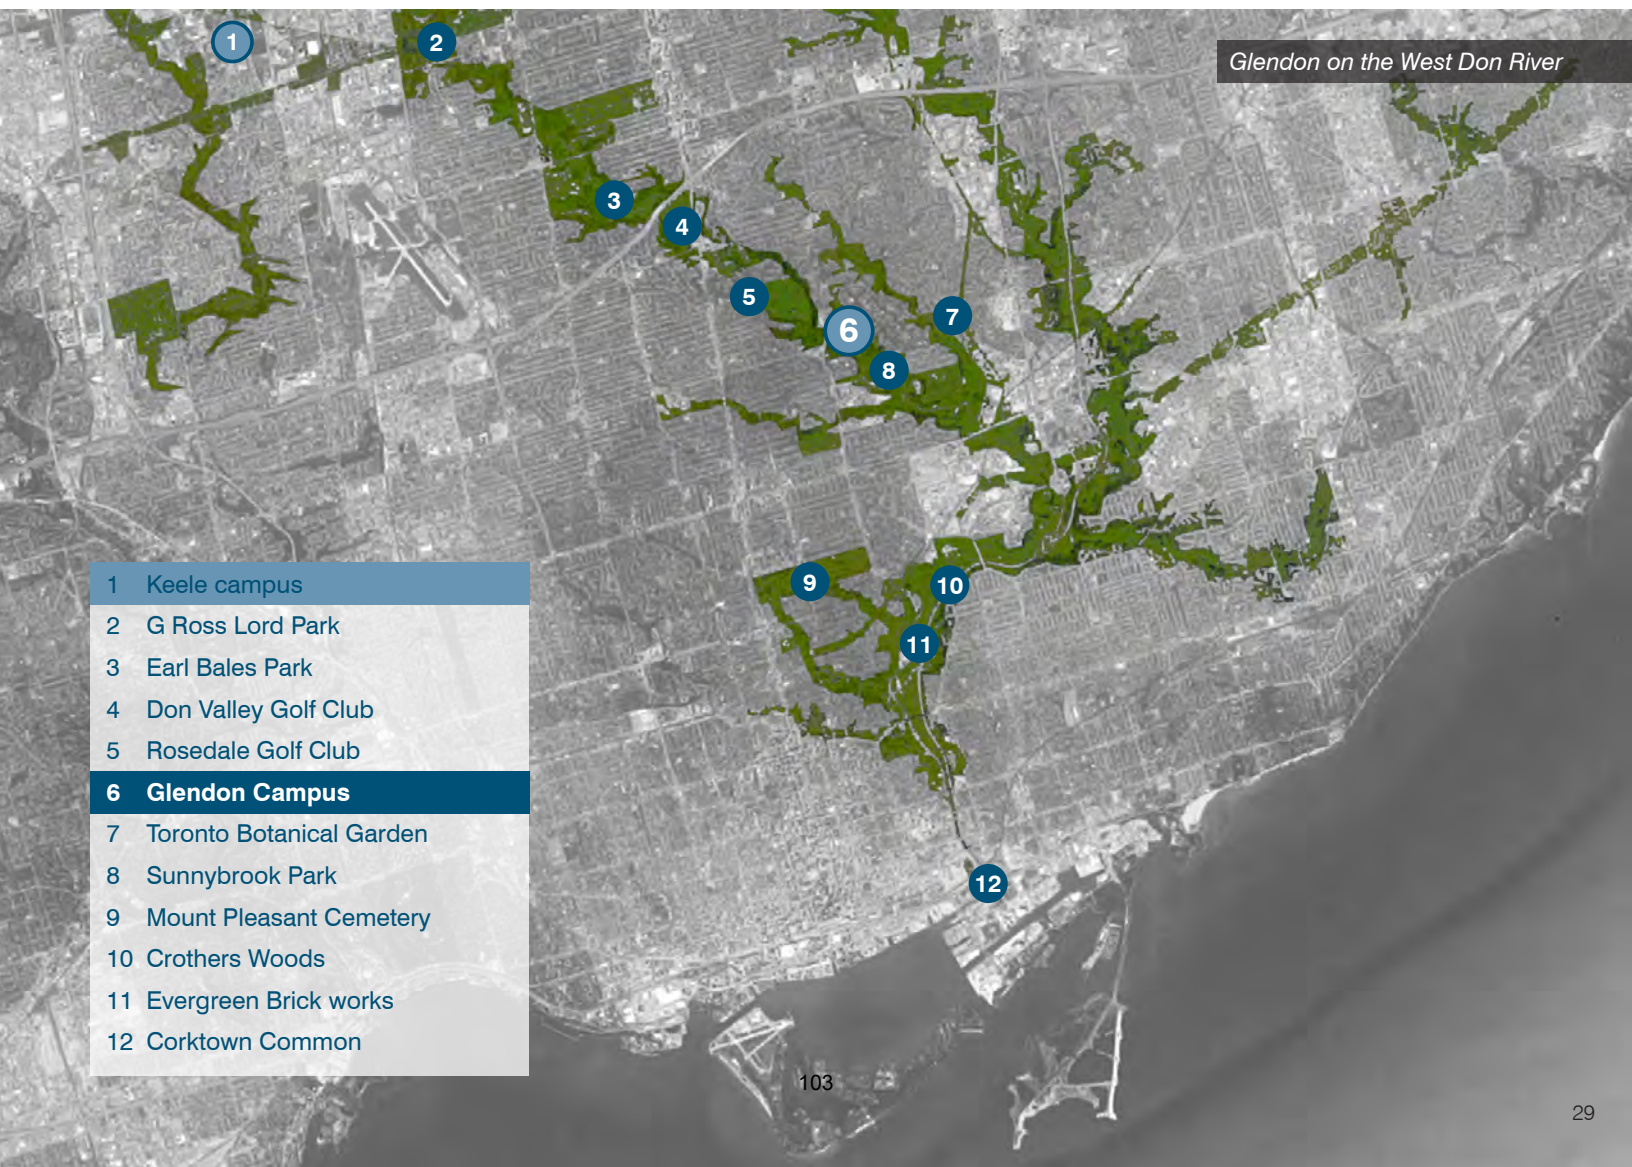 1
2
Glendon on the West Don River
3
4
5
6
7
8
9
10
11
12
1 Keele campus
2 G Ross Lord Park
3 Earl Bales Park
4 Don Valley Golf Club
5 Rosedale Golf Club
6 Glendon Campus
7 Toronto Botanical Garden
8 Sunnybrook Park
9 Mount Pleasant Cemetery
10 Crothers Woods
11 Evergreen Brick works
12 Corktown Common
103
29